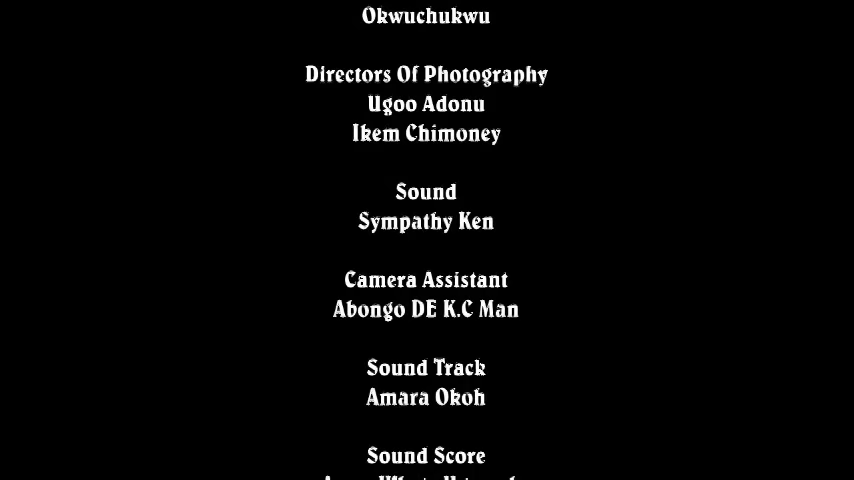 Okwuchukwu
Directors Of Photography
Ugoo Adonu
Ikem Chimoney
Sound
Sympathy Ken
Camera Assistant
Abongo DE K.C Man
Sound Track
Amara Okoh
Sound Score